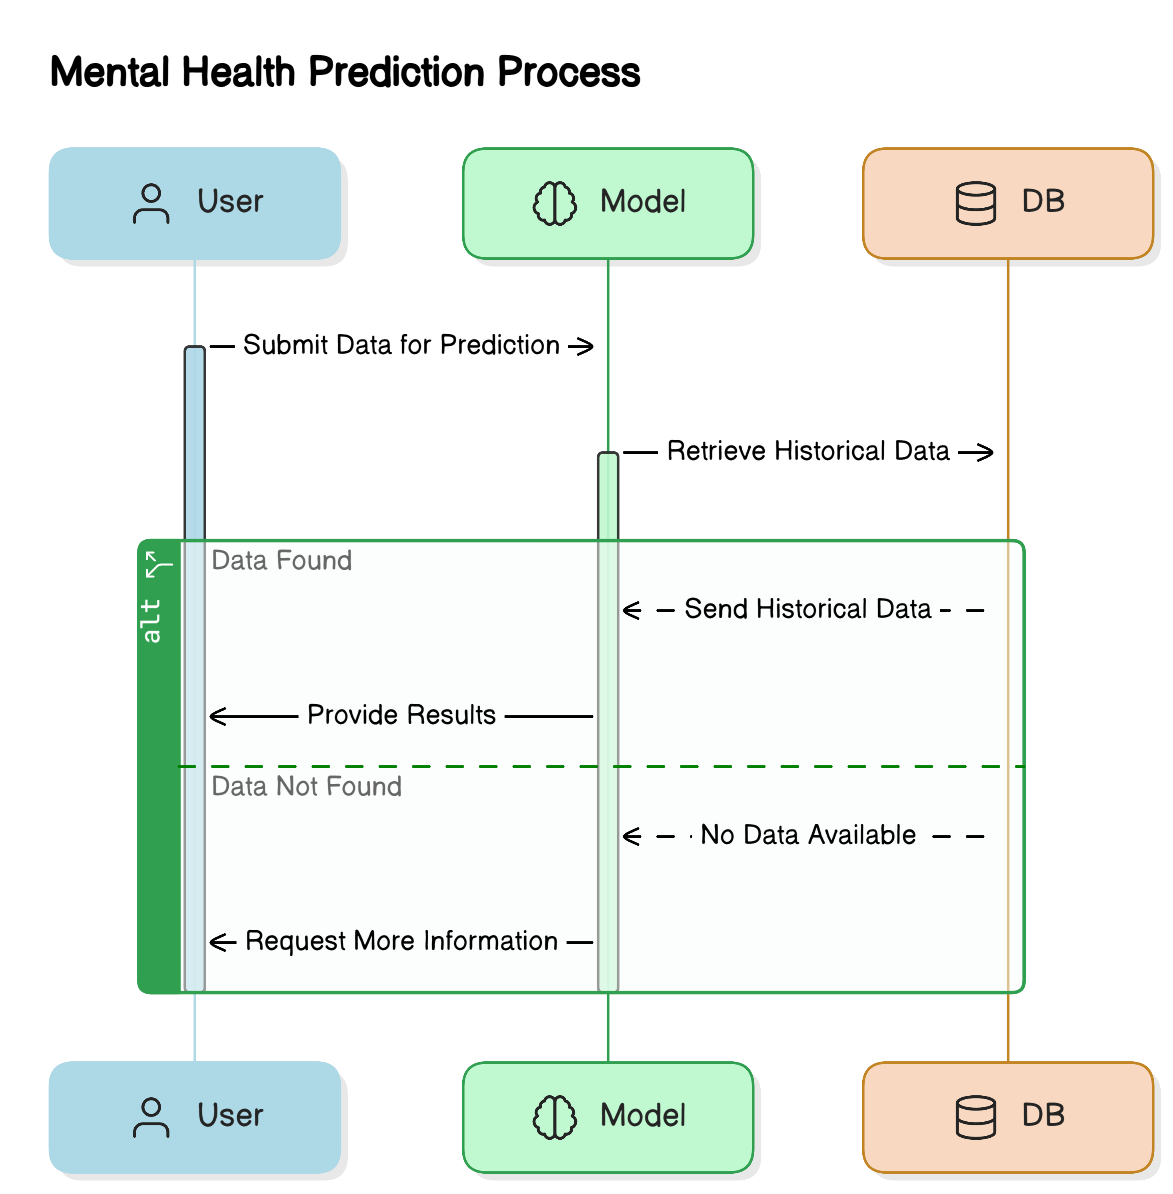 Mental Health Prediction Process
User
Model
DB
Submit Data for Prediction
Retrieve Historical Data
alt
Data Found
Send Historical Data
Provide Results
Data Not Found
No Data Available
Request More Information
User
Model
DB